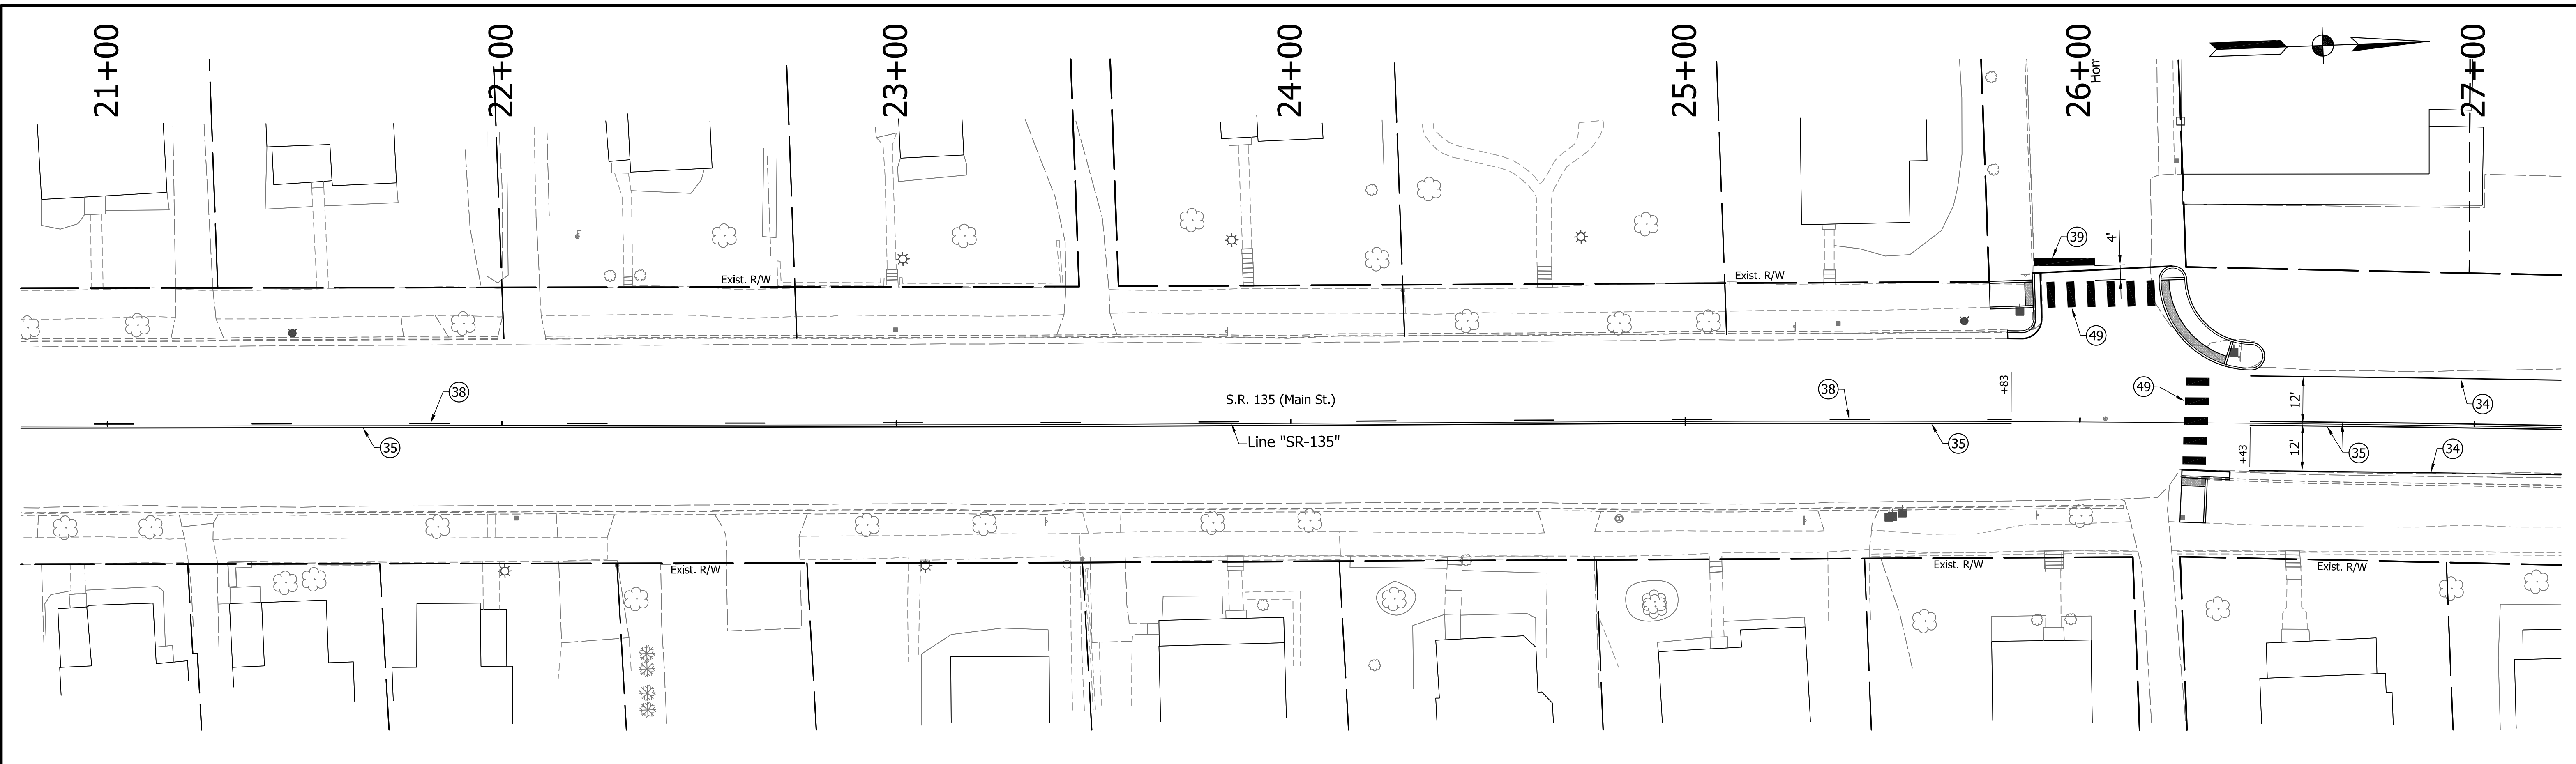 21+00
22+00
23+00
24+00
25+00
26+00
27+00
Hom
39
4'
Exist. R/W
Exist. R/W
49
38
S.R. 135 (Main St.)
38
+83
49
12'
34
35
Line "SR-135"
35
+43
12'
35
34
Exist. R/W
Exist. R/W
Exist. R/W